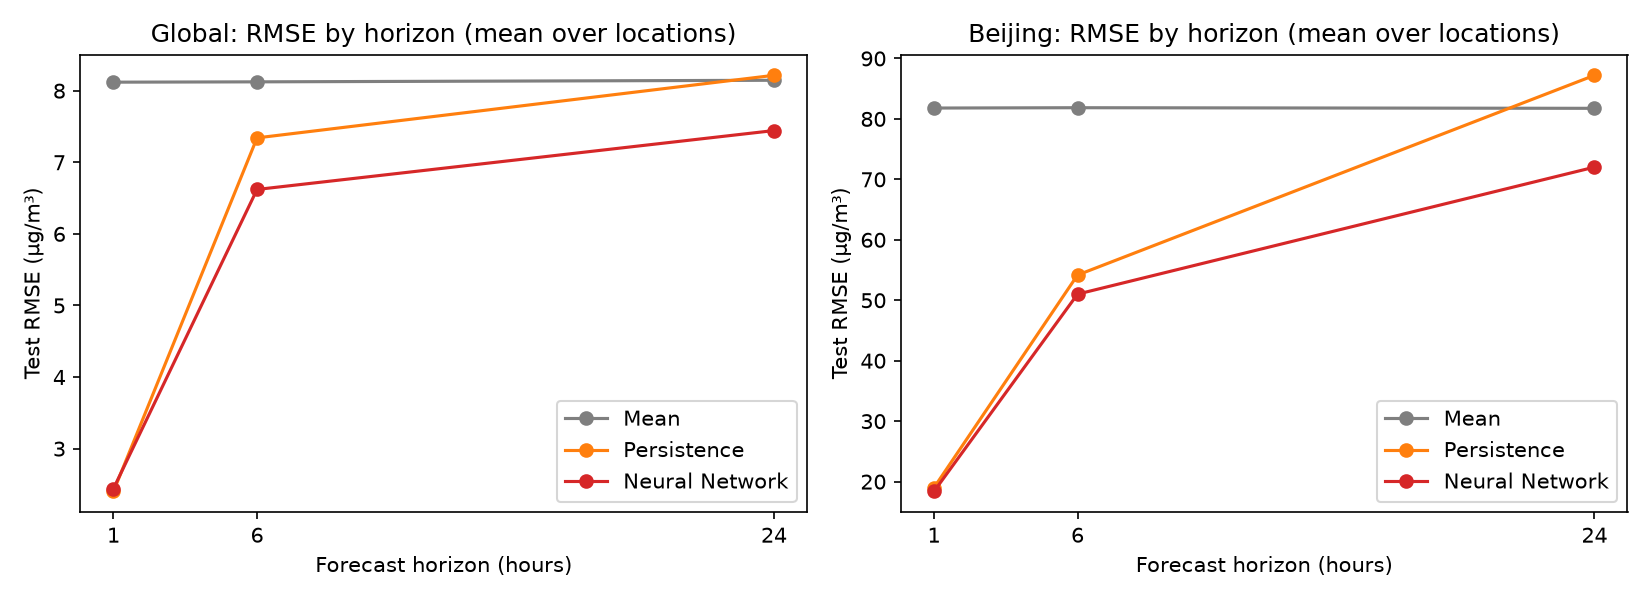 Global: RMSE by horizon (mean over locations)
Test RMSE (µg/m³)
8
7
6
5
4
3
1
6
24
Forecast horizon (hours)
Mean
Persistence
Neural Network
Beijing: RMSE by horizon (mean over locations)
Test RMSE (µg/m³)
90
80
70
60
50
40
30
20
1
6
24
Forecast horizon (hours)
Mean
Persistence
Neural Network